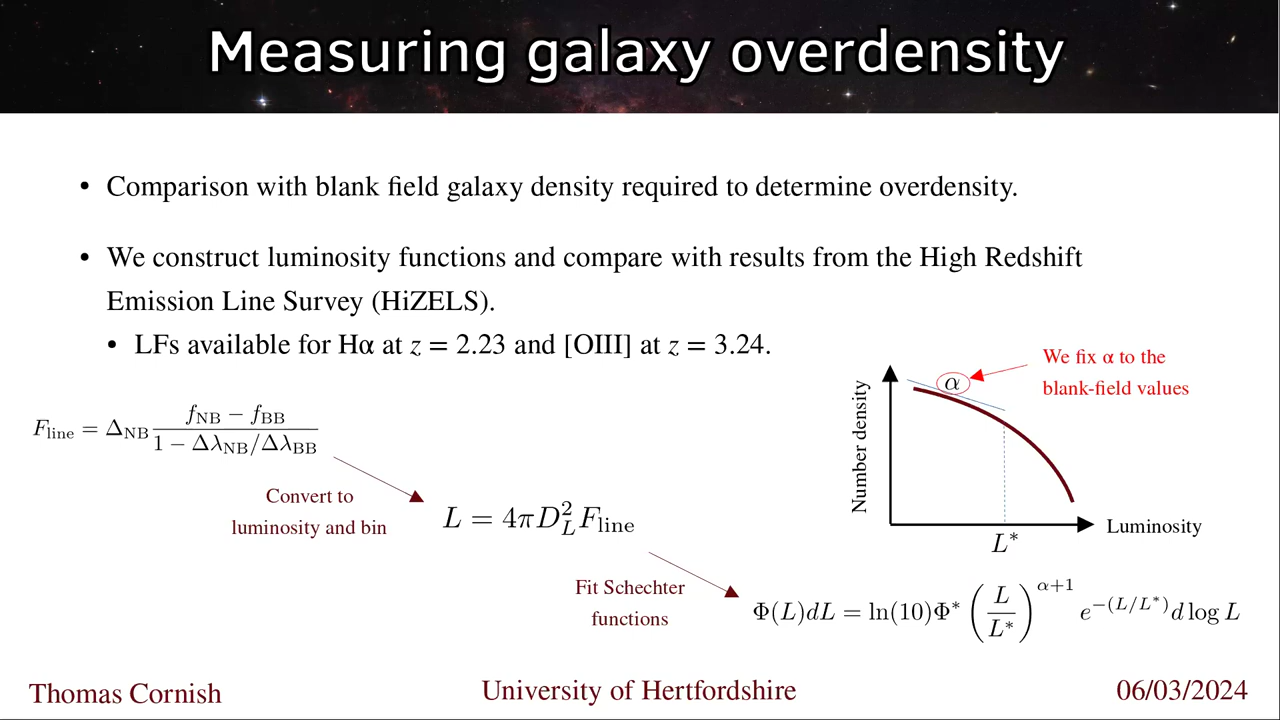 Measuring galaxy overdensity
• Comparison with blank field galaxy density required to determine overdensity.
• We construct luminosity functions and compare with results from the High Redshift
Emission Line Survey (HiZELS).
• LFs available for Hα at z = 2.23 and [OIII] at z = 3.24.
We fix α to the
blank-field values
α
Number density
Luminosity
L*
F_line = Δ_NB (f_NB − f_BB) / (1 − Δλ_NB/Δλ_BB)
Convert to
luminosity and bin
L = 4πD_L^2 F_line
Fit Schechter
functions
Φ(L)dL = ln(10)Φ* (L/L*)^{α+1} e^{−(L/L*)} d log L
Thomas Cornish
University of Hertfordshire
06/03/2024